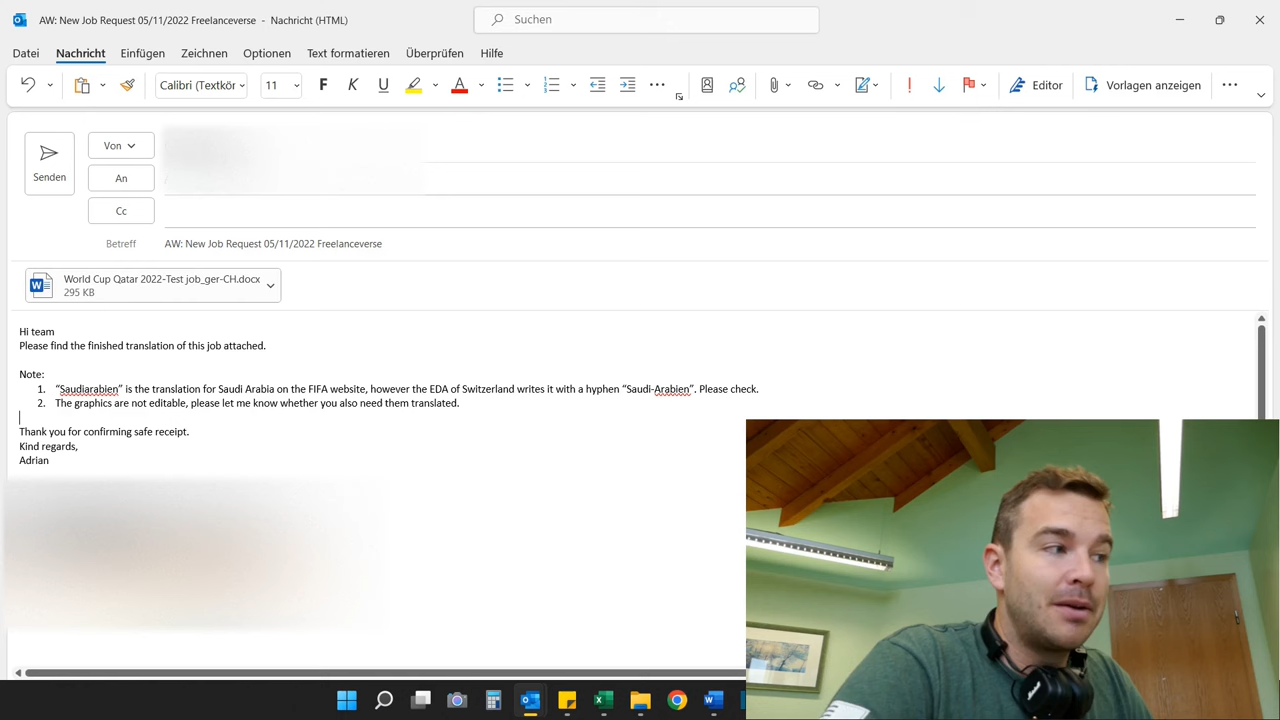 AW: New Job Request 05/11/2022 Freelanceverse - Nachricht (HTML)
Suchen
Datei Nachricht Einfügen Zeichnen Optionen Text formatieren Überprüfen Hilfe
Calibri (Textkör 11 F K U A Editor Vorlagen anzeigen
Von
Senden
An
Cc
Betreff AW: New Job Request 05/11/2022 Freelanceverse
World Cup Qatar 2022-Test job_ger-CH.docx
295 KB
Hi team
Please find the finished translation of this job attached.
Note:
1. “Saudiarabien” is the translation for Saudi Arabia on the FIFA website, however the EDA of Switzerland writes it with a hyphen “Saudi-Arabien”. Please check.
2. The graphics are not editable, please let me know whether you also need them translated.
Thank you for confirming safe receipt.
Kind regards,
Adrian